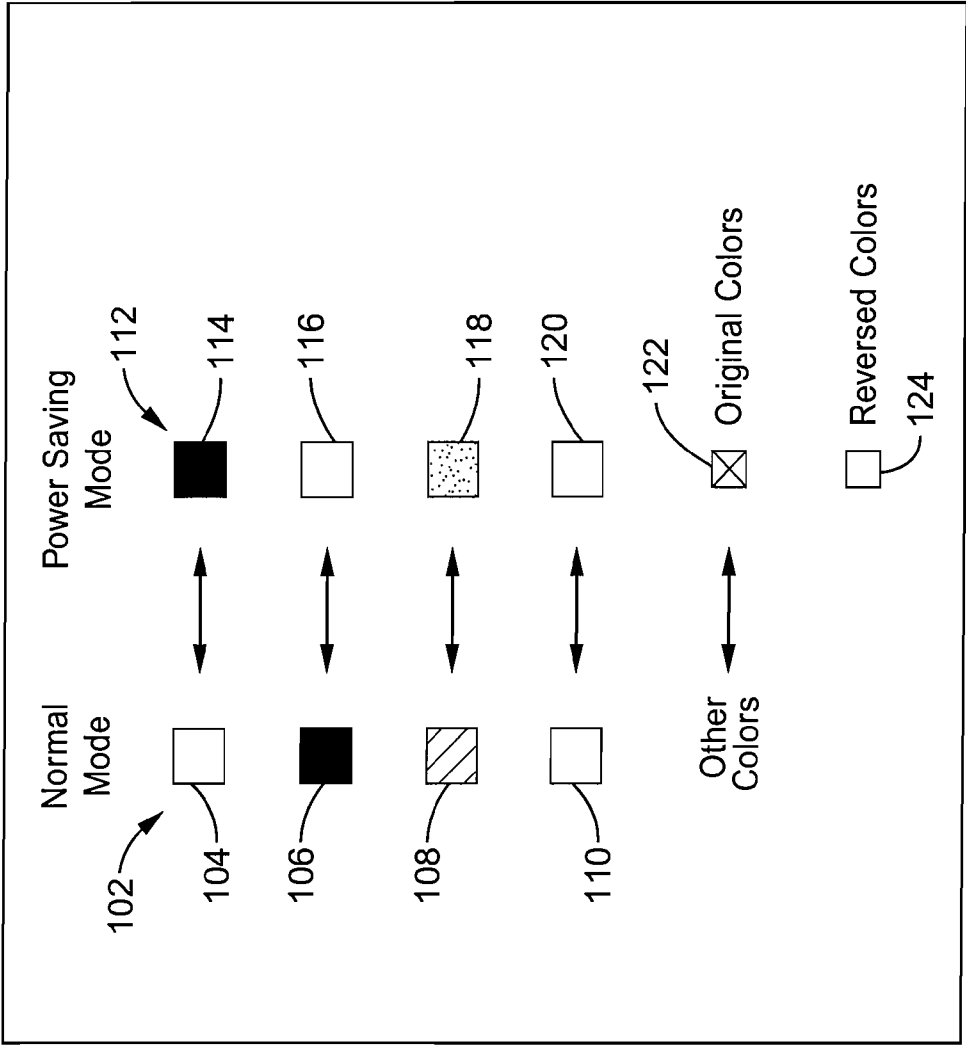 Normal
Mode
Power Saving
Mode
102
112
104
114
106
116
108
118
110
120
Other
Colors
122
Original Colors
Reversed Colors
124